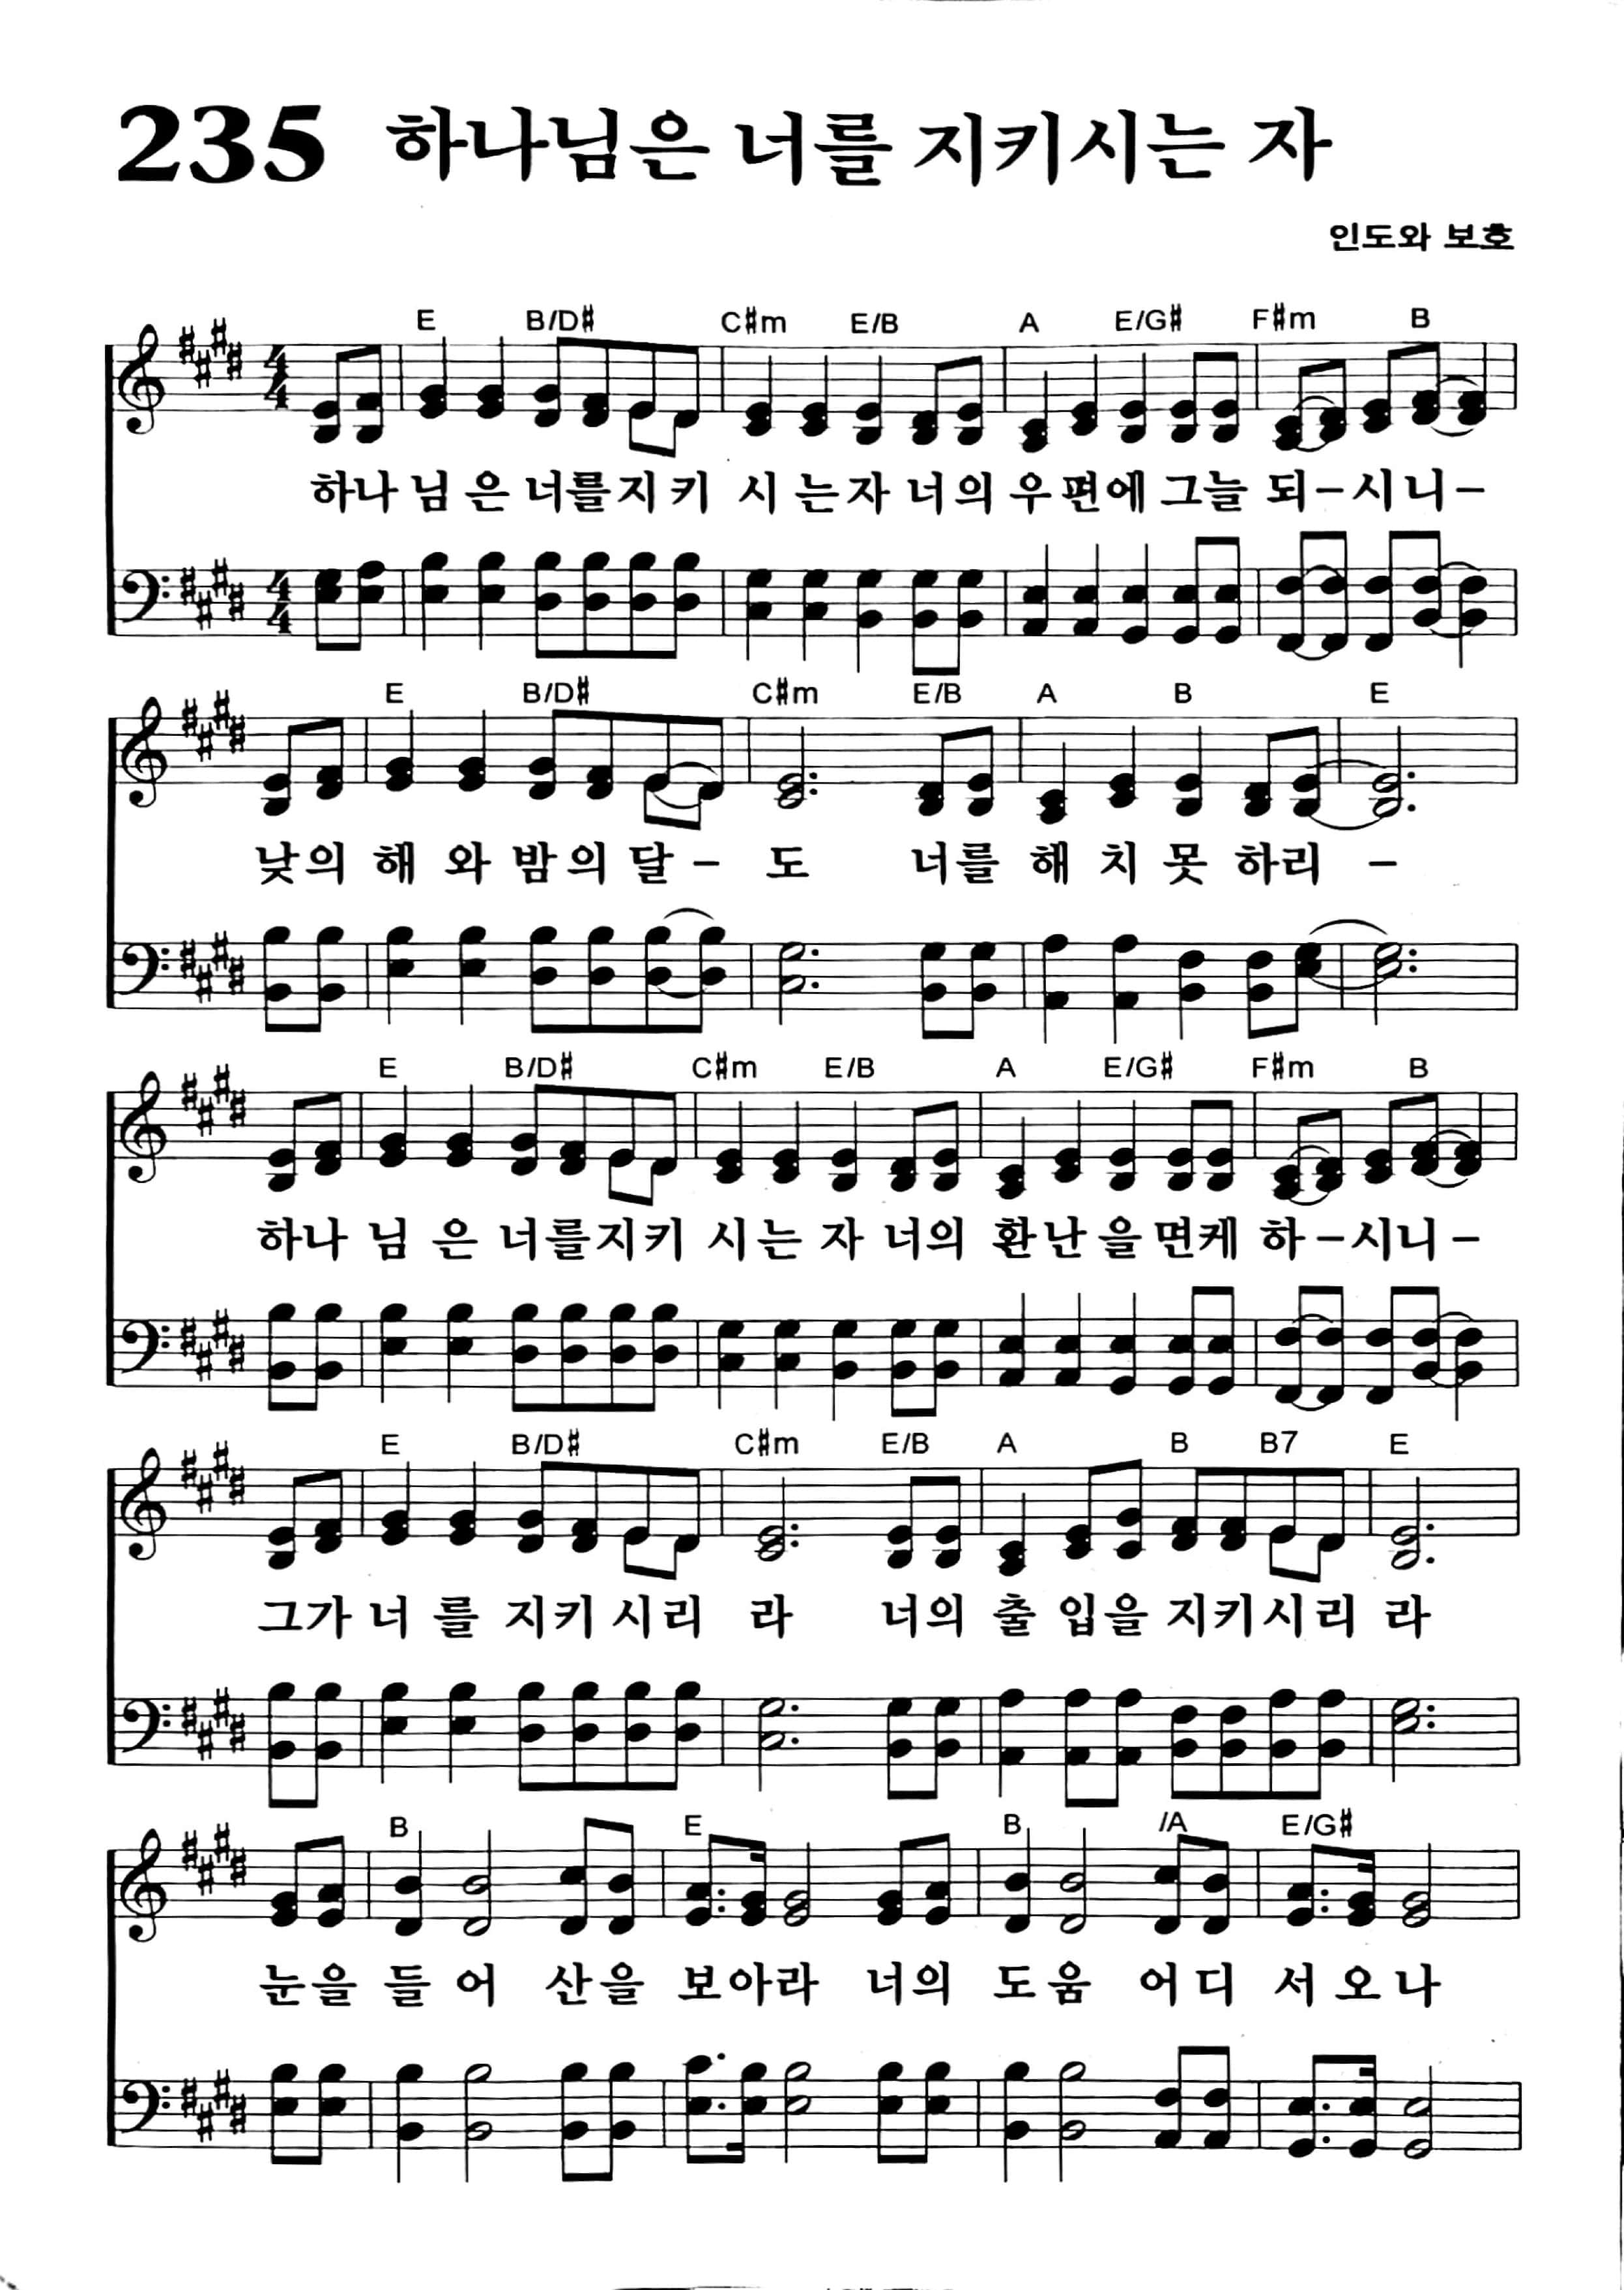 235 하나님은 너를 지키시는 자
인도와 보호
E B/D# C#m E/B A E/G# F#m B
4 4
하나 님 은 너를지키 시 는자 너의 우 편에 그늘 되-시니-
4 4
E B/D# C#m E/B A B E
낮의 해 와 밤의 달 - 도 너를 해 치 못 하리 -
E B/D# C#m E/B A E/G# F#m B
하나 님 은 너를지키 시는 자 너의 환난 을 면케 하-시니-
E B/D# C#m E/B A B B7 E
그가 너 를 지키 시리 라 너의 출 입을 지키시리 라
B E B /A E/G#
눈을 들 어 산을 보아라 너의 도움 어디 서 오 나